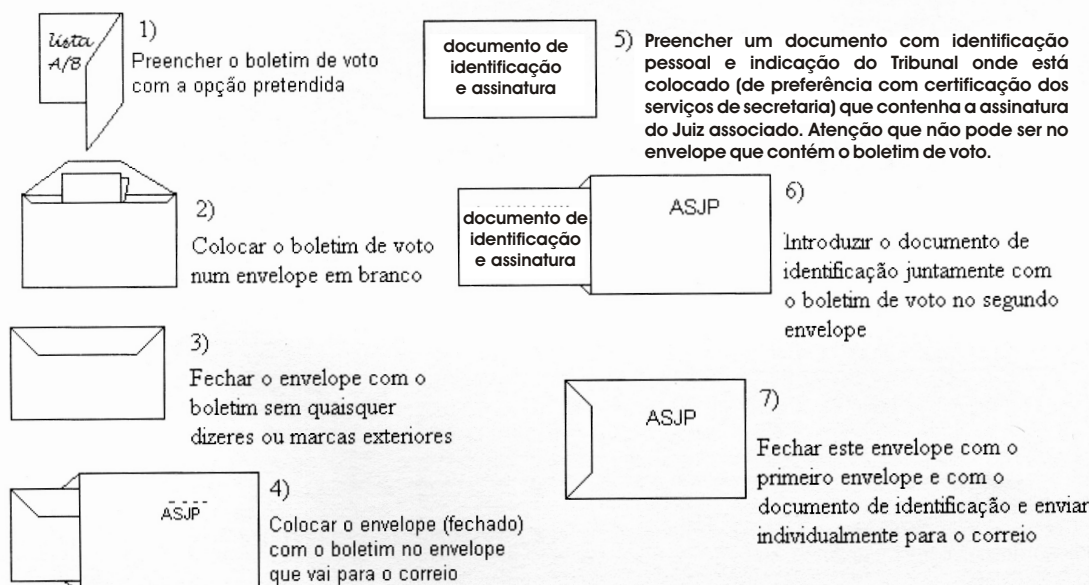 lista
A/B
1)
Preencher o boletim de voto
com a opção pretendida
2)
Colocar o boletim de voto
num envelope em branco
3)
Fechar o envelope com o
boletim sem quaisquer
dizeres ou marcas exteriores
ASJP
4)
Colocar o envelope (fechado)
com o boletim no envelope
que vai para o correio
documento de
identificação
e assinatura
5) Preencher um documento com identificação
pessoal e indicação do Tribunal onde está
colocado (de preferência com certificação dos
serviços de secretaria) que contenha a assinatura
do Juiz associado. Atenção que não pode ser no
envelope que contém o boletim de voto.
documento de
identificação
e assinatura
ASJP
6)
Introduzir o documento de
identificação juntamente com
o boletim de voto no segundo
envelope
ASJP
7)
Fechar este envelope com o
primeiro envelope e com o
documento de identificação e enviar
individualmente para o correio